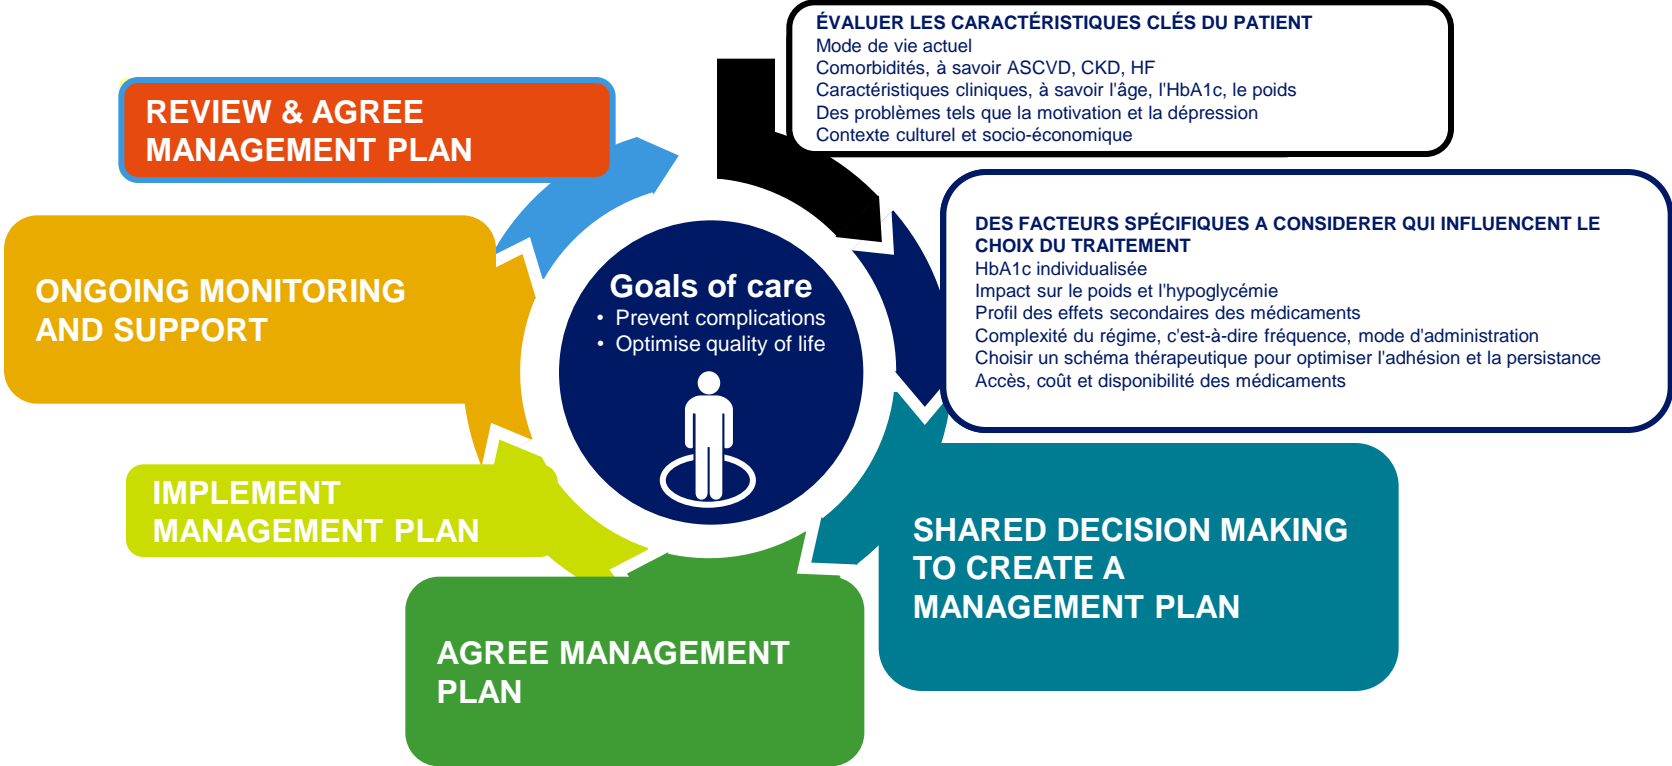 ÉVALUER LES CARACTÉRISTIQUES CLÉS DU PATIENT
Mode de vie actuel
Comorbidités, à savoir ASCVD, CKD, HF
Caractéristiques cliniques, à savoir l'âge, l'HbA1c, le poids
Des problèmes tels que la motivation et la dépression
Contexte culturel et socio-économique
DES FACTEURS SPÉCIFIQUES A CONSIDERER QUI INFLUENCENT LE
CHOIX DU TRAITEMENT
HbA1c individualisée
Impact sur le poids et l'hypoglycémie
Profil des effets secondaires des médicaments
Complexité du régime, c'est-à-dire fréquence, mode d'administration
Choisir un schéma thérapeutique pour optimiser l'adhésion et la persistance
Accès, coût et disponibilité des médicaments
SHARED DECISION MAKING
TO CREATE A
MANAGEMENT PLAN
AGREE MANAGEMENT
PLAN
IMPLEMENT
MANAGEMENT PLAN
ONGOING MONITORING
AND SUPPORT
REVIEW & AGREE
MANAGEMENT PLAN
Goals of care
• Prevent complications
• Optimise quality of life